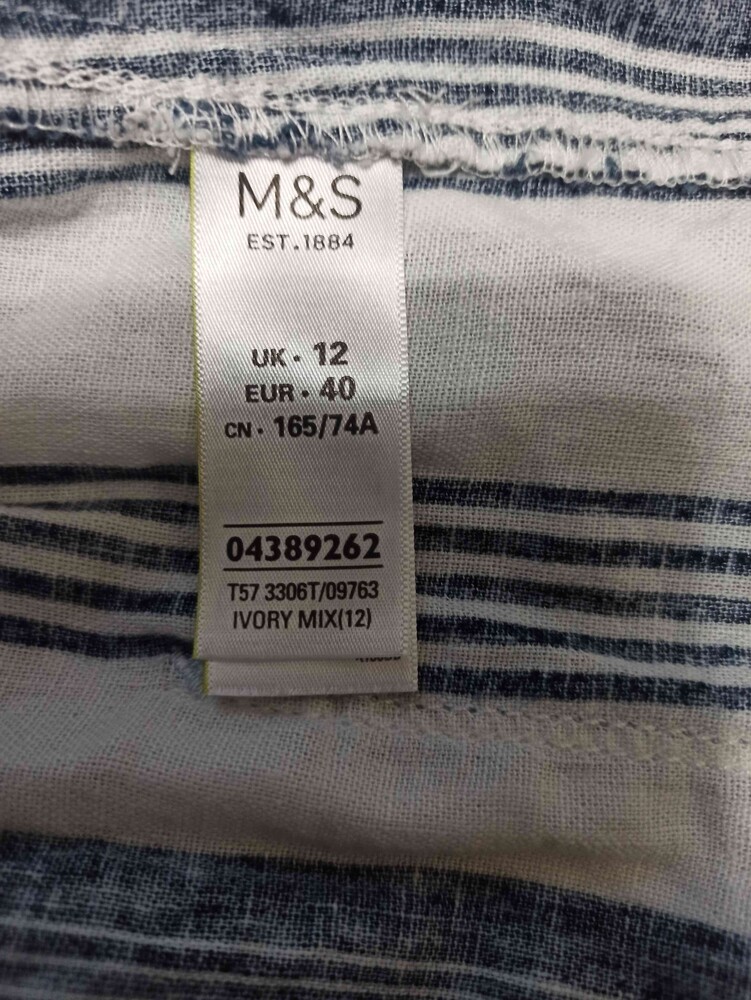 M&S
EST.1884
UK · 12
EUR · 40
CN · 165/74A
04389262
T57 3306T/09763
IVORY MIX(12)